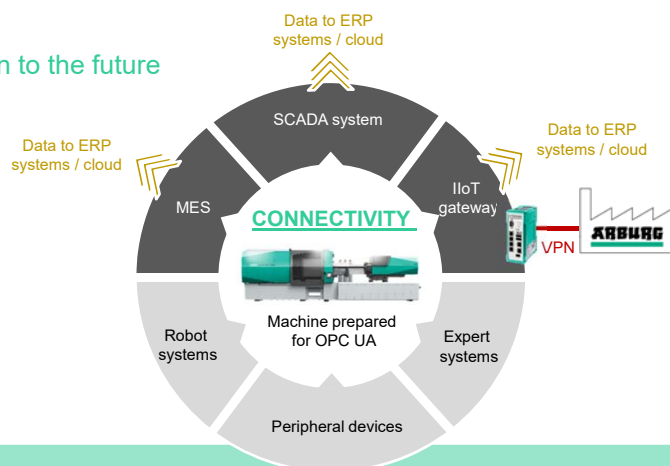 Data to ERP
systems / cloud
n to the future
SCADA system
Data to ERP
systems / cloud
Data to ERP
systems / cloud
MES
IIoT
gateway
CONNECTIVITY
ARBURG
VPN
Machine prepared
for OPC UA
Robot
systems
Expert
systems
Peripheral devices